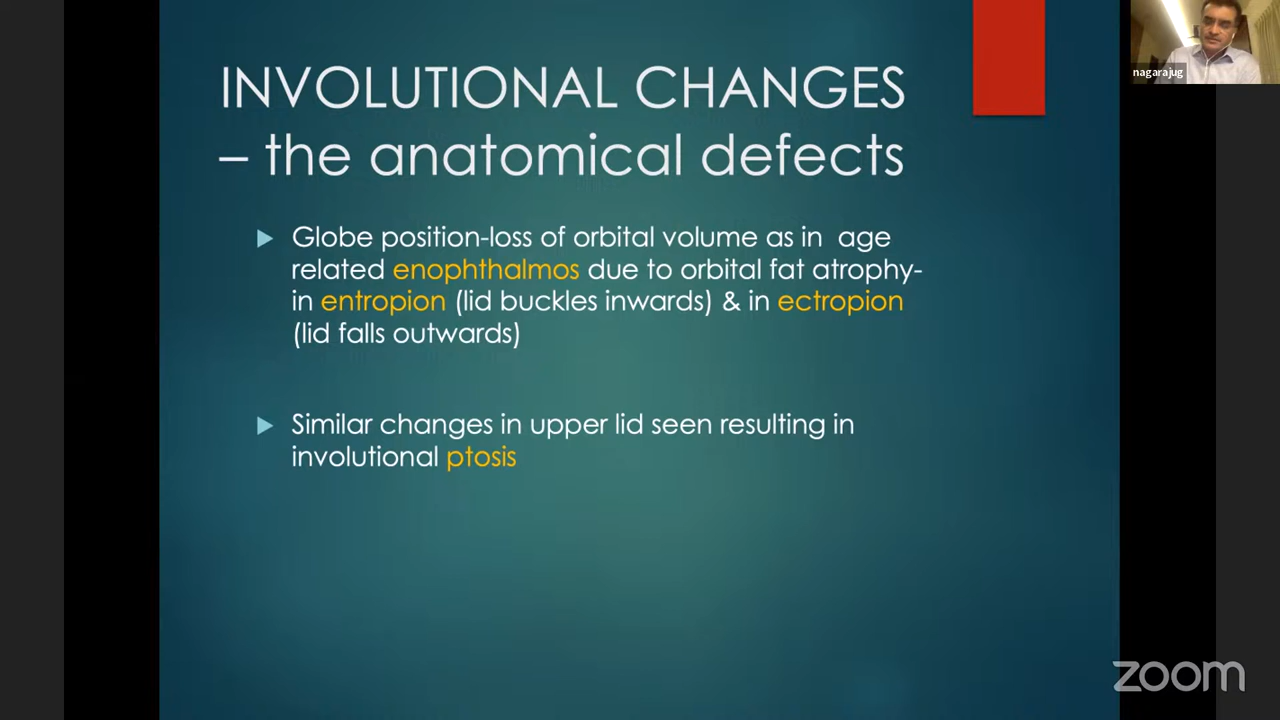 INVOLUTIONAL CHANGES
– the anatomical defects
Globe position-loss of orbital volume as in  age
related enophthalmos due to orbital fat atrophy-
in entropion (lid buckles inwards) & in ectropion
(lid falls outwards)
Similar changes in upper lid seen resulting in
involutional ptosis
nagarajug
zoom